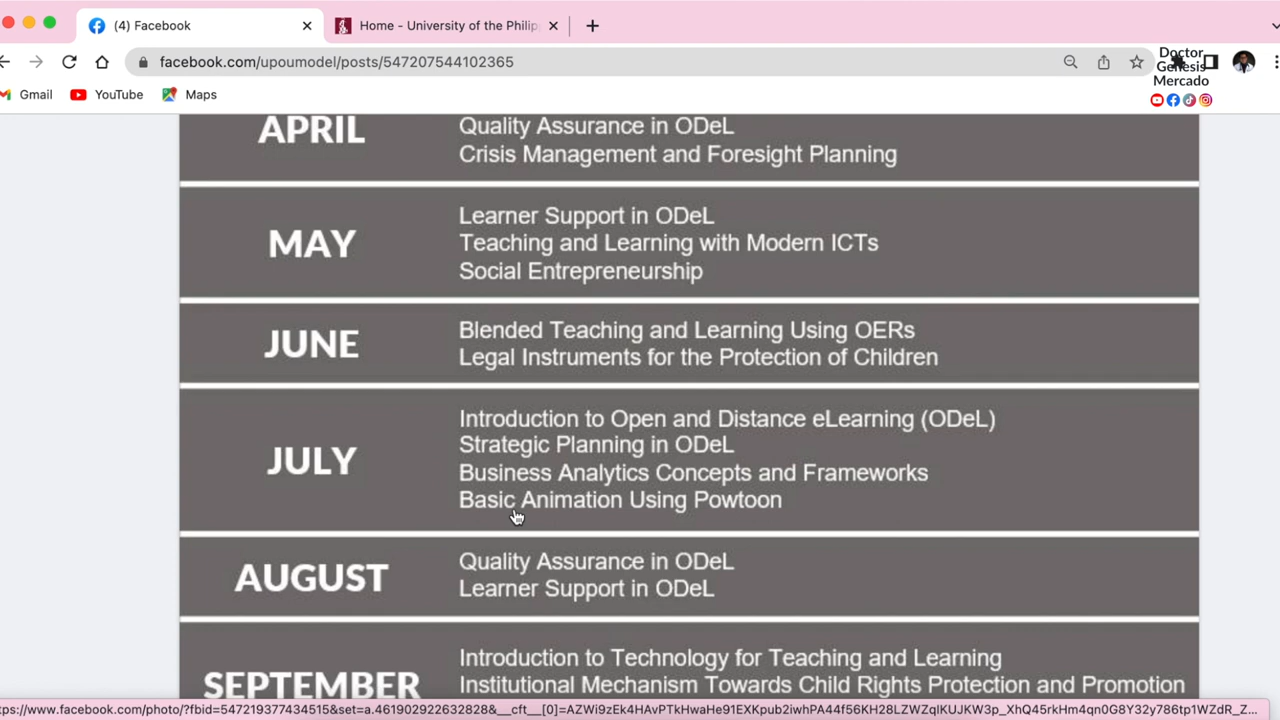 (4) Facebook
Home - University of the Philip
facebook.com/upoumodel/posts/547207544102365
Doctor
Genesis
Mercado
Gmail
YouTube
Maps
APRIL
Quality Assurance in ODeL
Crisis Management and Foresight Planning
MAY
Learner Support in ODeL
Teaching and Learning with Modern ICTs
Social Entrepreneurship
JUNE
Blended Teaching and Learning Using OERs
Legal Instruments for the Protection of Children
JULY
Introduction to Open and Distance eLearning (ODeL)
Strategic Planning in ODeL
Business Analytics Concepts and Frameworks
Basic Animation Using Powtoon
AUGUST
Quality Assurance in ODeL
Learner Support in ODeL
SEPTEMBER
Introduction to Technology for Teaching and Learning
Institutional Mechanism Towards Child Rights Protection and Promotion